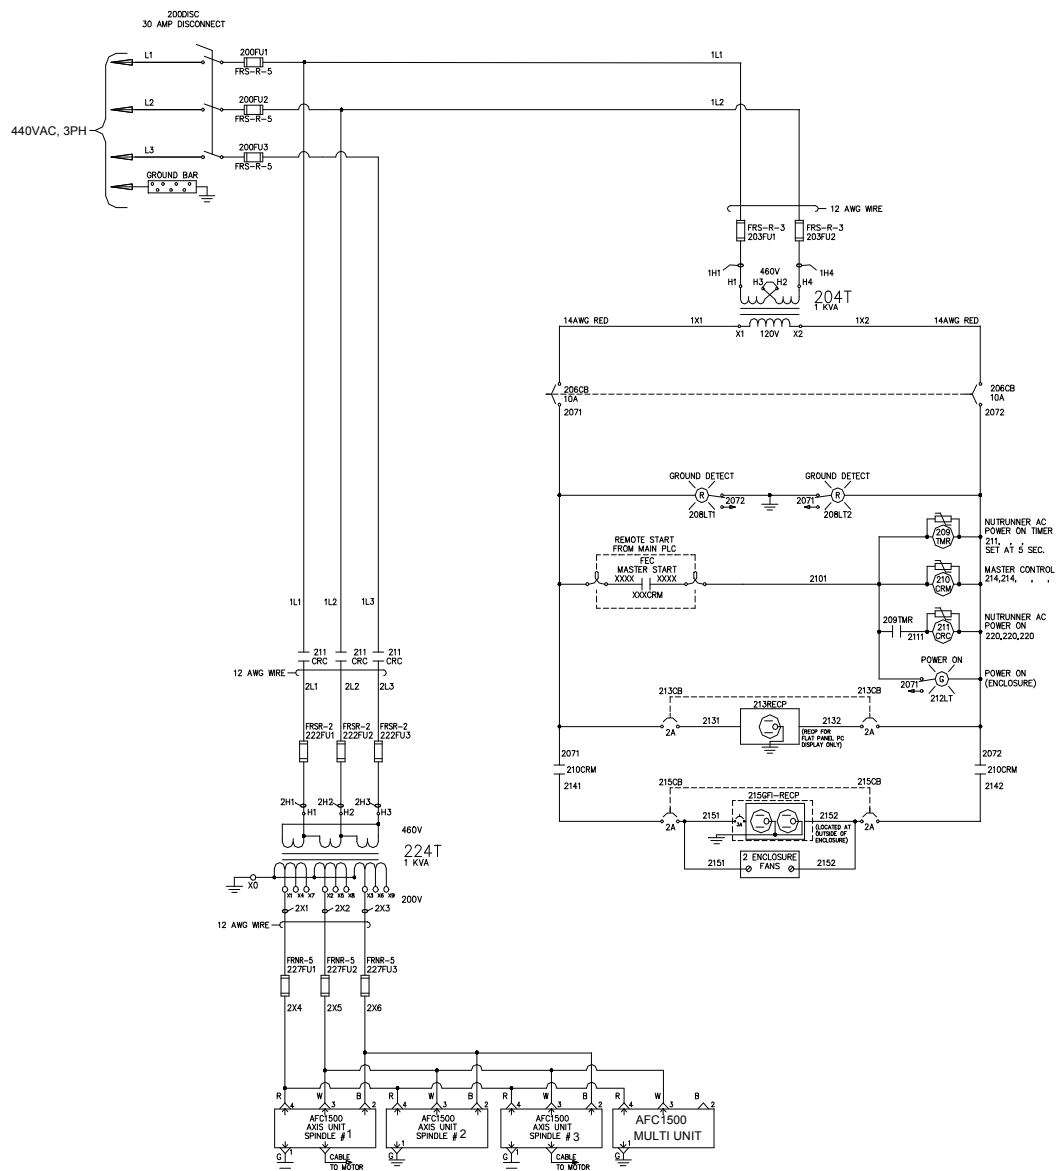 200DISC
30 AMP DISCONNECT
L1
200FU1
FRS-R-5
1L1
L2
200FU2
FRS-R-5
1L2
440VAC, 3PH
L3
200FU3
FRS-R-5
GROUND BAR
12 AWG WIRE
FRS-R-3
203FU1
FRS-R-3
203FU2
1H1
460V
1H4
H1
H3
H2
H4
204T
1 KVA
14AWG RED
1X1
1X2
14AWG RED
X1
120V
X2
206CB
10A
2071
206CB
10A
2072
GROUND DETECT
GROUND DETECT
R
2072
2071
R
208LT1
208LT2
REMOTE START
FROM MAIN PLC
FEC
MASTER START
XXXX
XXXX
XXXCRM
2101
209
TMR
NUTRUNNER AC
POWER ON TIMER
211, , ,
SET AT 5 SEC.
210
CRM
MASTER CONTROL
214,214, , ,
209TMR
2111
211
CRC
NUTRUNNER AC
POWER ON
220,220,220
POWER ON
2071
G
212LT
POWER ON
(ENCLOSURE)
1L1
1L2
1L3
211
CRC
211
CRC
211
CRC
12 AWG WIRE
2L1
2L2
2L3
213CB
213CB
2A
2131
213RECP
2132
2A
(RECP FOR
FLAT PANEL PC
DISPLAY ONLY)
FRSR-2
222FU1
FRSR-2
222FU2
FRSR-2
222FU3
2071
210CRM
2141
2072
210CRM
2142
215CB
215CB
2A
2151
215GFI-RECP
2152
2A
(LOCATED AT
OUTSIDE OF
ENCLOSURE)
2151
2 ENCLOSURE
FANS
2152
2H1
H1
2H2
H2
2H3
H3
460V
224T
1 KVA
X0
X1
X4
X7
X2
X5
X8
X3
X6
X9
200V
2X1
2X2
2X3
12 AWG WIRE
FRNR-5
227FU1
FRNR-5
227FU2
FRNR-5
227FU3
2X4
2X5
2X6
R
W
B
R
W
B
R
W
B
R
W
B
4
3
2
4
3
2
4
3
2
4
3
2
AFC1500
AXIS UNIT
SPINDLE #1
AFC1500
AXIS UNIT
SPINDLE #2
AFC1500
AXIS UNIT
SPINDLE #3
AFC1500
MULTI UNIT
G
1
CABLE
TO MOTOR
G
1
G
1
CABLE
TO MOTOR
G
1